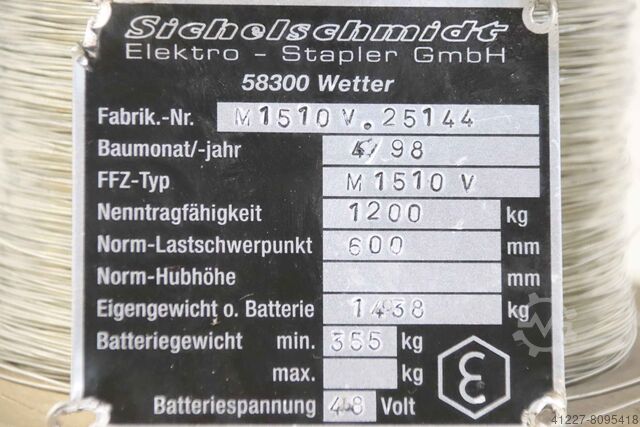 Sichelschmidt
Elektro - Stapler GmbH
58300 Wetter
Fabrik.-Nr. M1510V.25144
Baumonat/-jahr 4/98
FFZ-Typ M1510 V
Nenntragfähigkeit 1200 kg
Norm-Lastschwerpunkt 600 mm
Norm-Hubhöhe mm
Eigengewicht o. Batterie 1438 kg
Batteriegewicht min. 355 kg
max. kg
Batteriespannung 48 Volt
41227-8095418